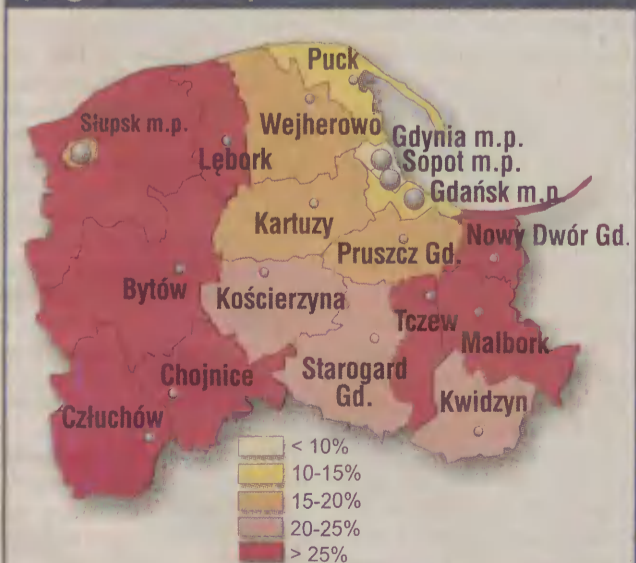 Puck
Słupsk m.p.
Wejherowo
Gdynia m.p.
Lębork
Sopot m.p.
Gdańsk m.p.
Kartuzy
Nowy Dwór Gd.
Pruszcz Gd.
Bytów
Kościerzyna
Tczew
Malbork
Chojnice
Starogard
Gd.
Kwidzyn
Człuchów
< 10%
10-15%
15-20%
20-25%
> 25%